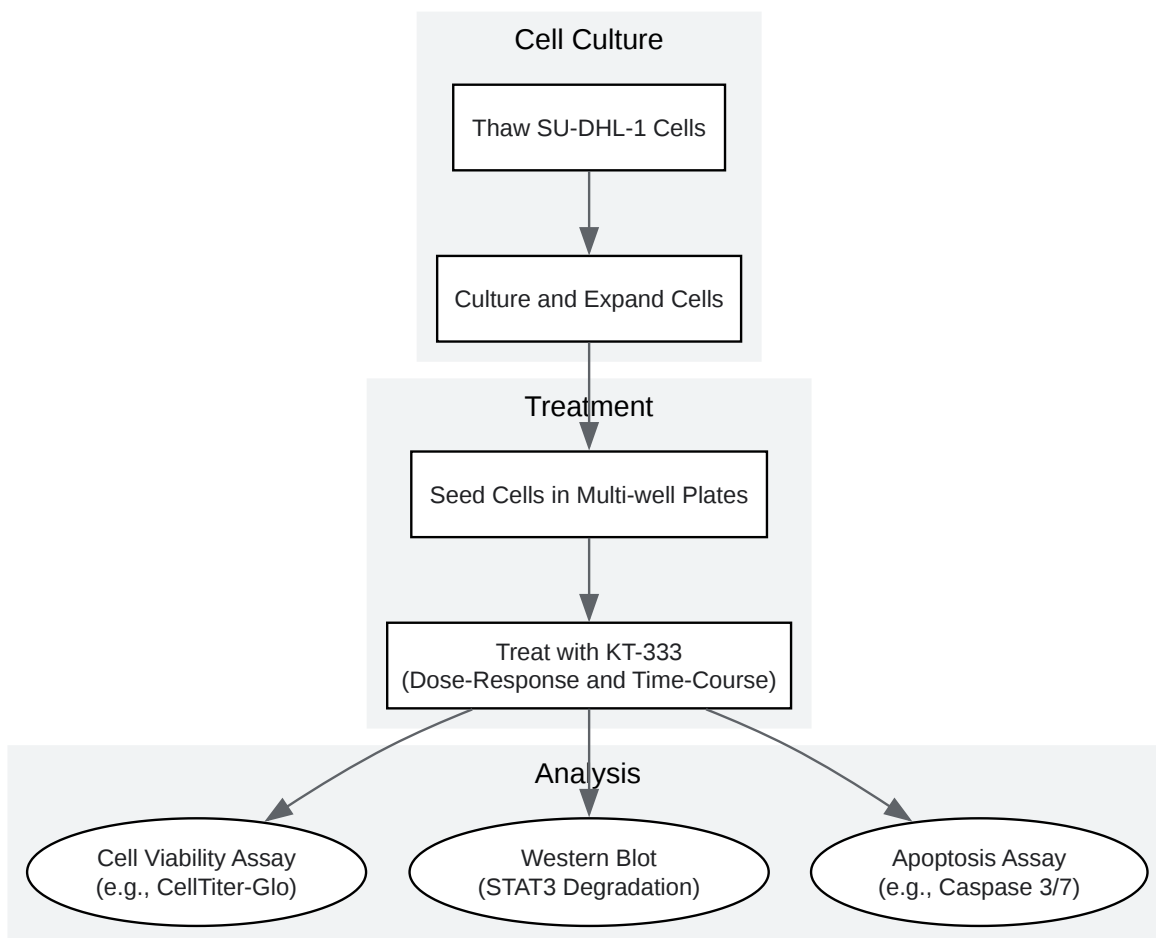 Cell Culture
Thaw SU-DHL-1 Cells
Culture and Expand Cells
Treatment
Seed Cells in Multi-well Plates
Treat with KT-333
(Dose-Response and Time-Course)
Analysis
Cell Viability Assay
(e.g., CellTiter-Glo)
Western Blot
(STAT3 Degradation)
Apoptosis Assay
(e.g., Caspase 3/7)